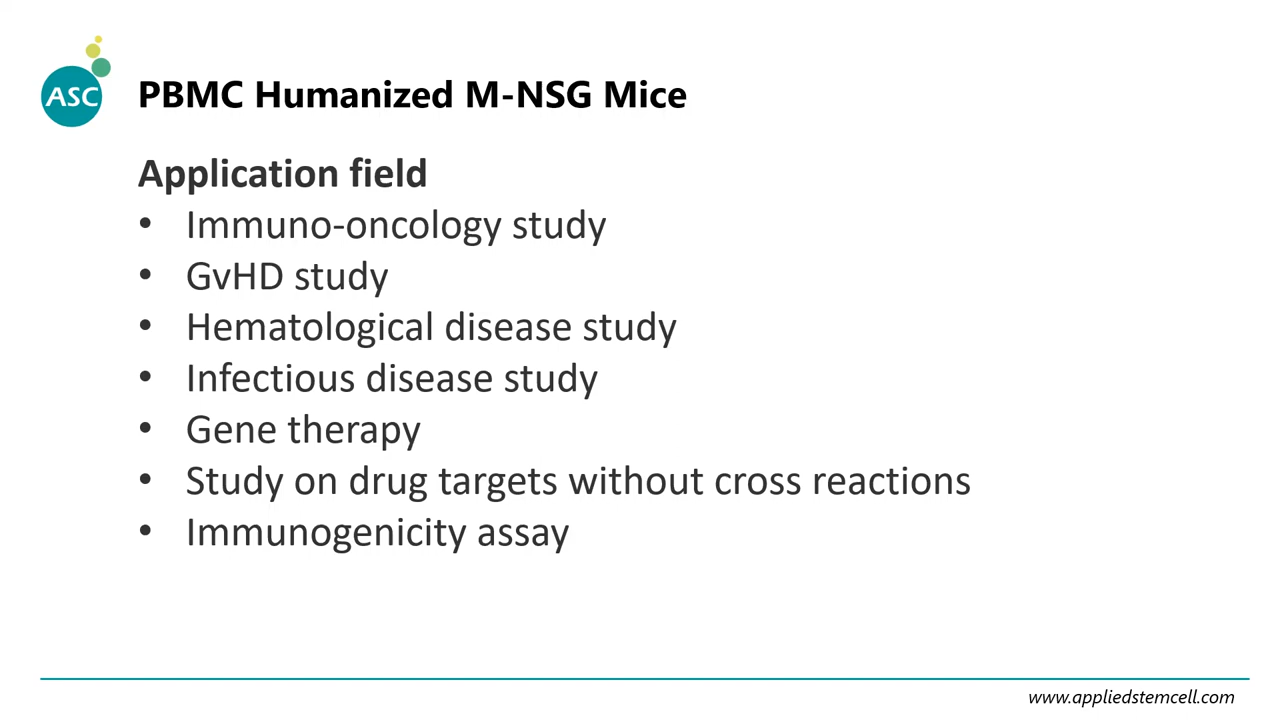 ASC
PBMC Humanized M-NSG Mice
Application field
• Immuno-oncology study
• GvHD study
• Hematological disease study
• Infectious disease study
• Gene therapy
• Study on drug targets without cross reactions
• Immunogenicity assay
www.appliedstemcell.com